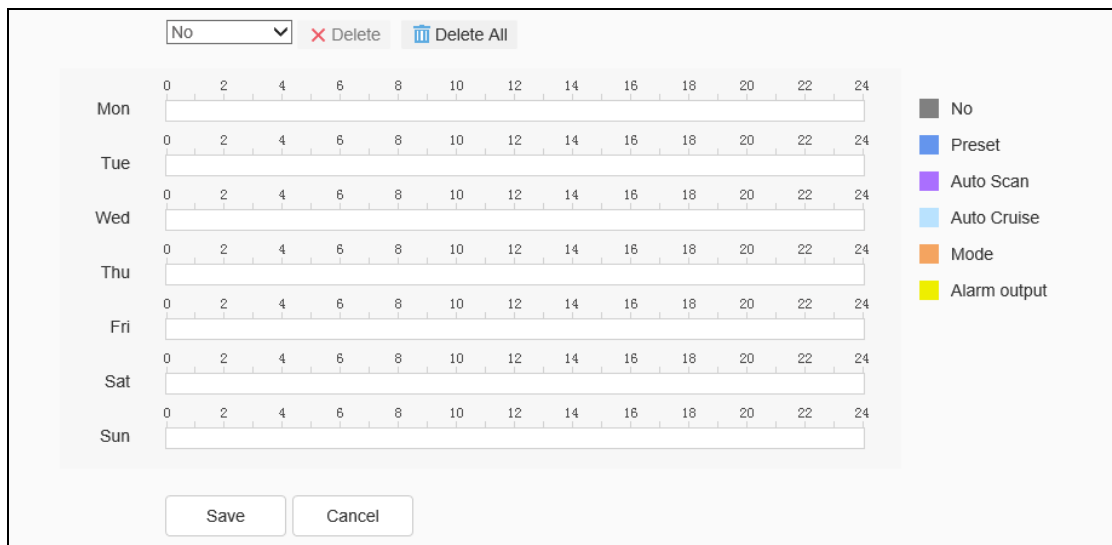 No Delete Delete All
0 2 4 6 8 10 12 14 16 18 20 22 24
Mon
0 2 4 6 8 10 12 14 16 18 20 22 24
Tue
0 2 4 6 8 10 12 14 16 18 20 22 24
Wed
0 2 4 6 8 10 12 14 16 18 20 22 24
Thu
0 2 4 6 8 10 12 14 16 18 20 22 24
Fri
0 2 4 6 8 10 12 14 16 18 20 22 24
Sat
0 2 4 6 8 10 12 14 16 18 20 22 24
Sun
No
Preset
Auto Scan
Auto Cruise
Mode
Alarm output
Save Cancel